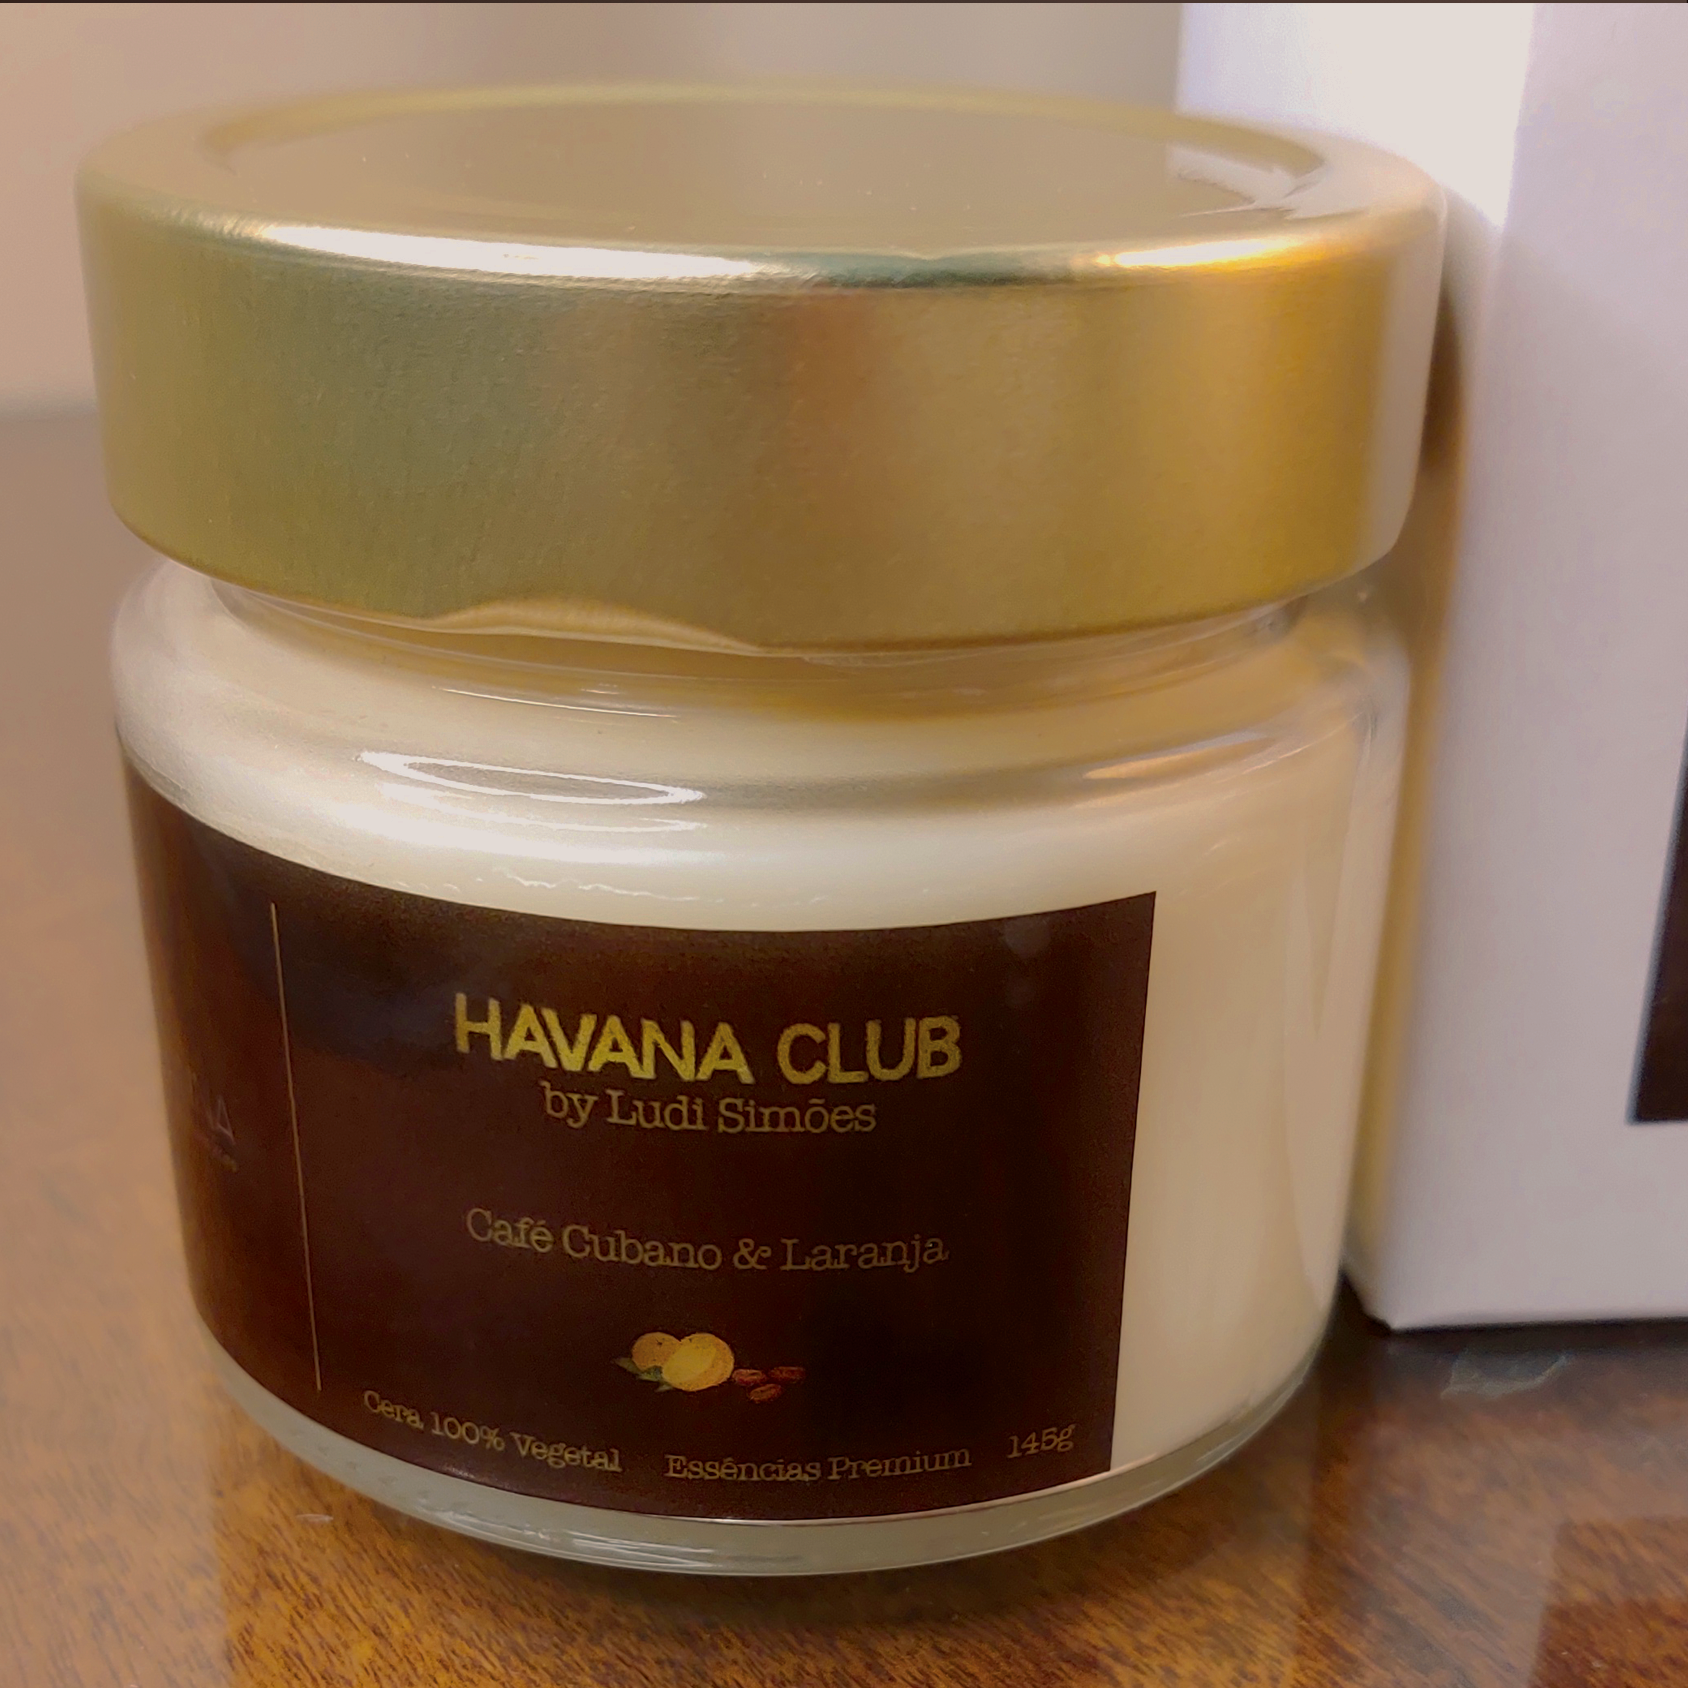 HAVANA CLUB
by Ludi Simões
Café Cubano & Laranja
Cera 100% Vegetal Essências Premium 145g